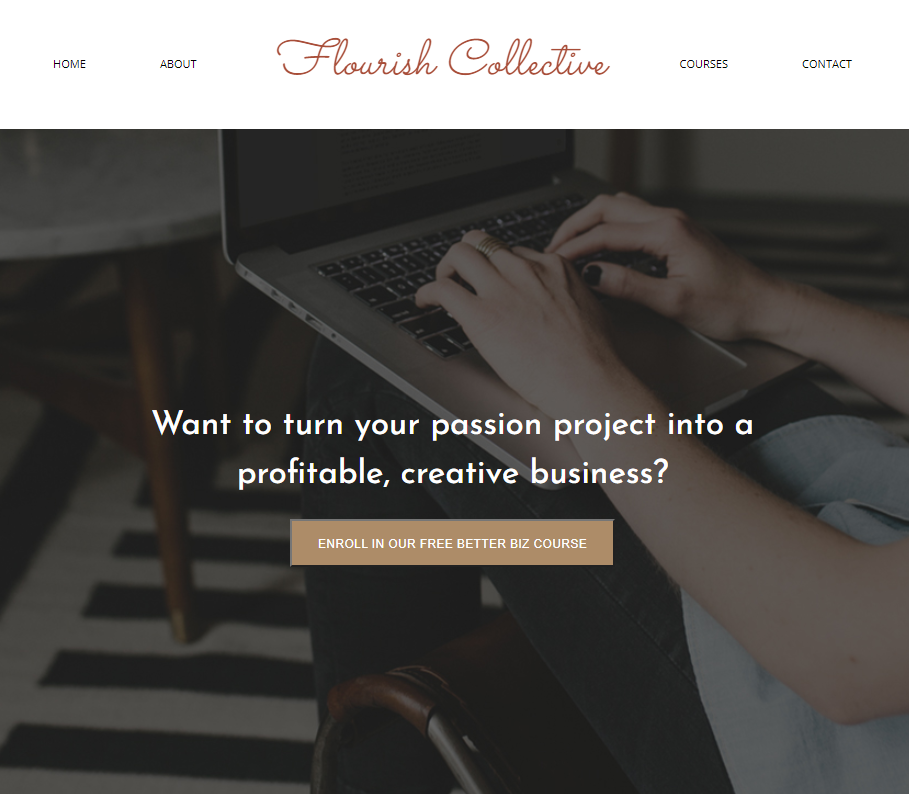 HOME
ABOUT
Flourish Collective
COURSES
CONTACT
Want to turn your passion project into a
profitable, creative business?
ENROLL IN OUR FREE BETTER BIZ COURSE